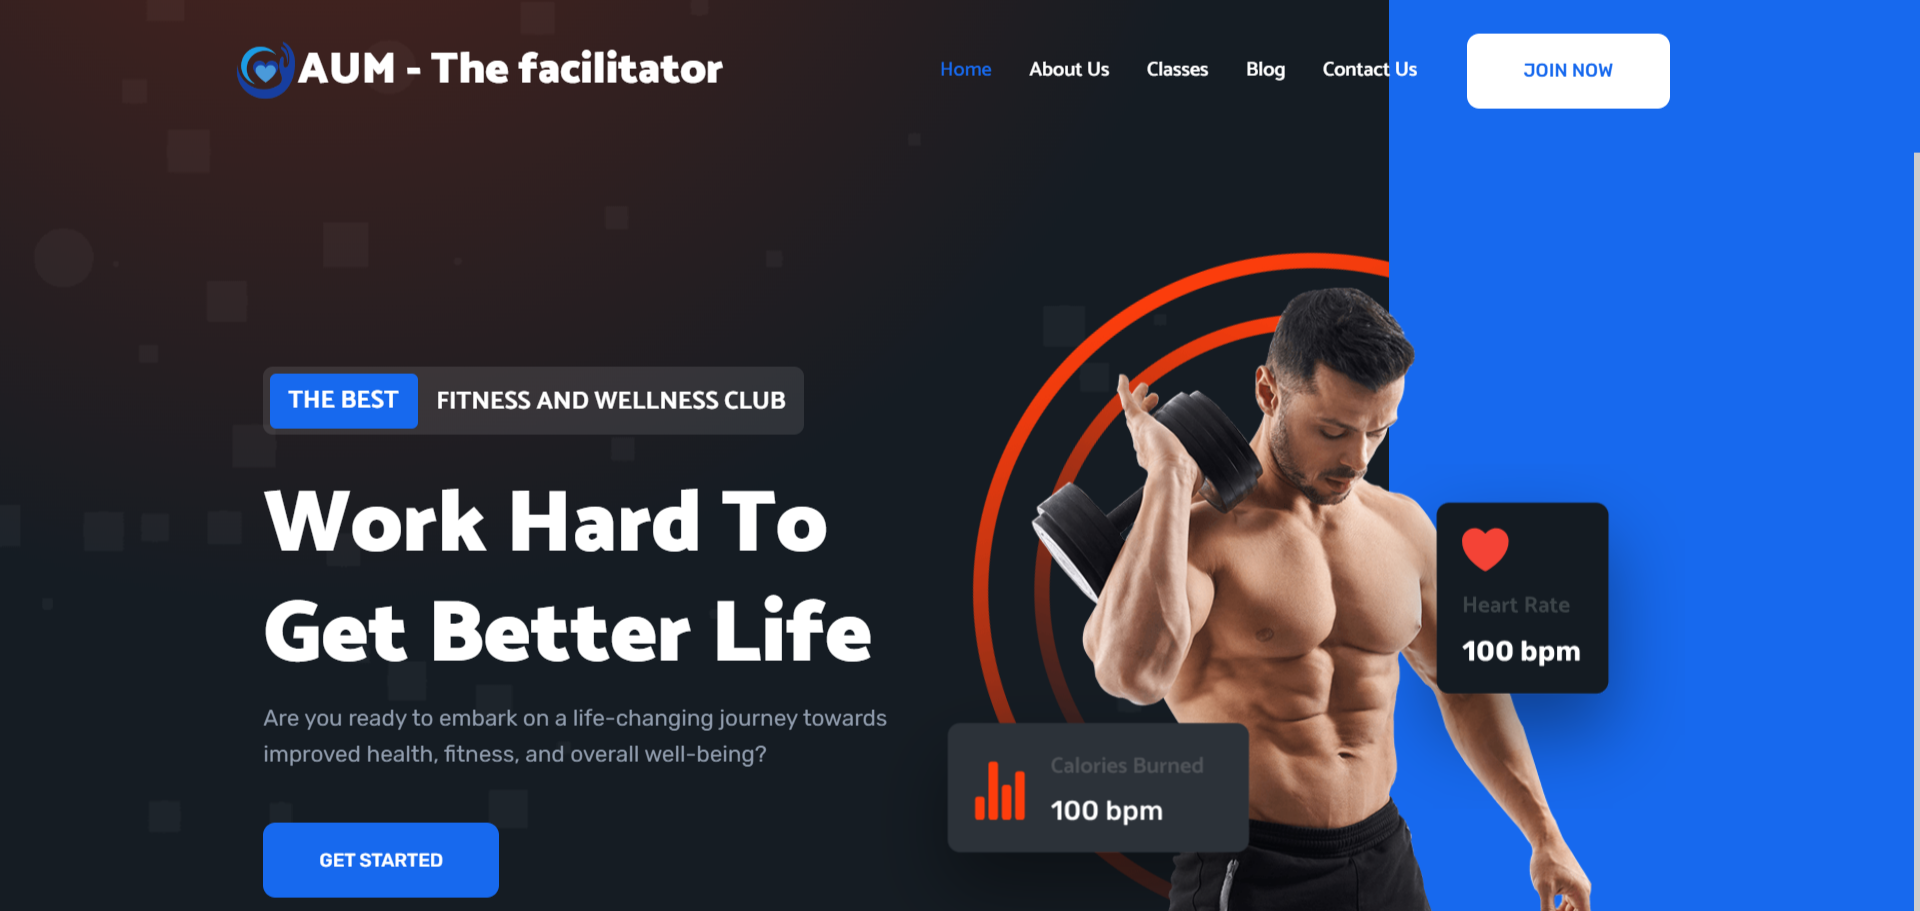 AUM - The facilitator
Home About Us Classes Blog Contact Us
JOIN NOW
THE BEST FITNESS AND WELLNESS CLUB
Work Hard To
Get Better Life
Are you ready to embark on a life-changing journey towards
improved health, fitness, and overall well-being?
GET STARTED
Heart Rate
100 bpm
Calories Burned
100 bpm